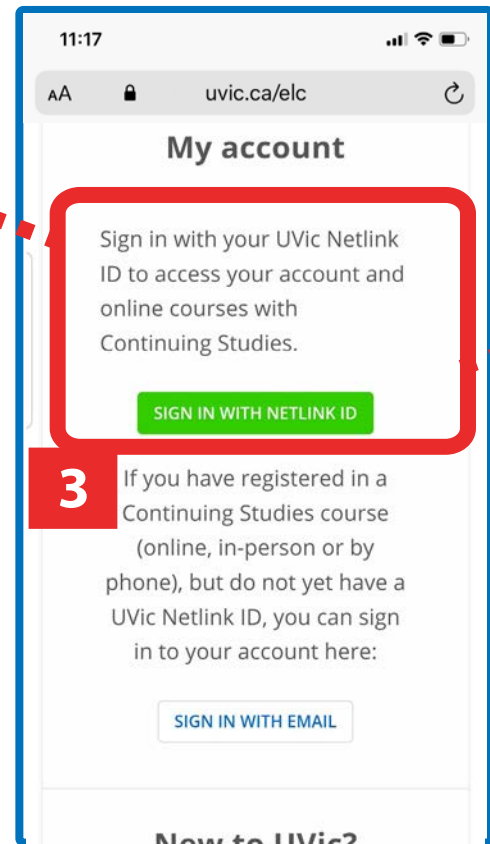 11:17
AA uvic.ca/elc
My account
Sign in with your UVic Netlink
ID to access your account and
online courses with
Continuing Studies.
SIGN IN WITH NETLINK ID
3
If you have registered in a
Continuing Studies course
(online, in-person or by
phone), but do not yet have a
UVic Netlink ID, you can sign
in to your account here:
SIGN IN WITH EMAIL
New to UVic?